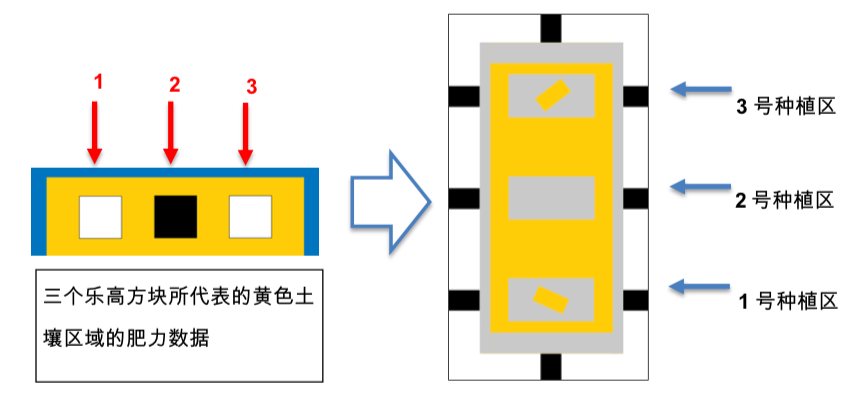 1
2
3
三个乐高方块所代表的黄色土
壤区域的肥力数据
3 号种植区
2 号种植区
1 号种植区